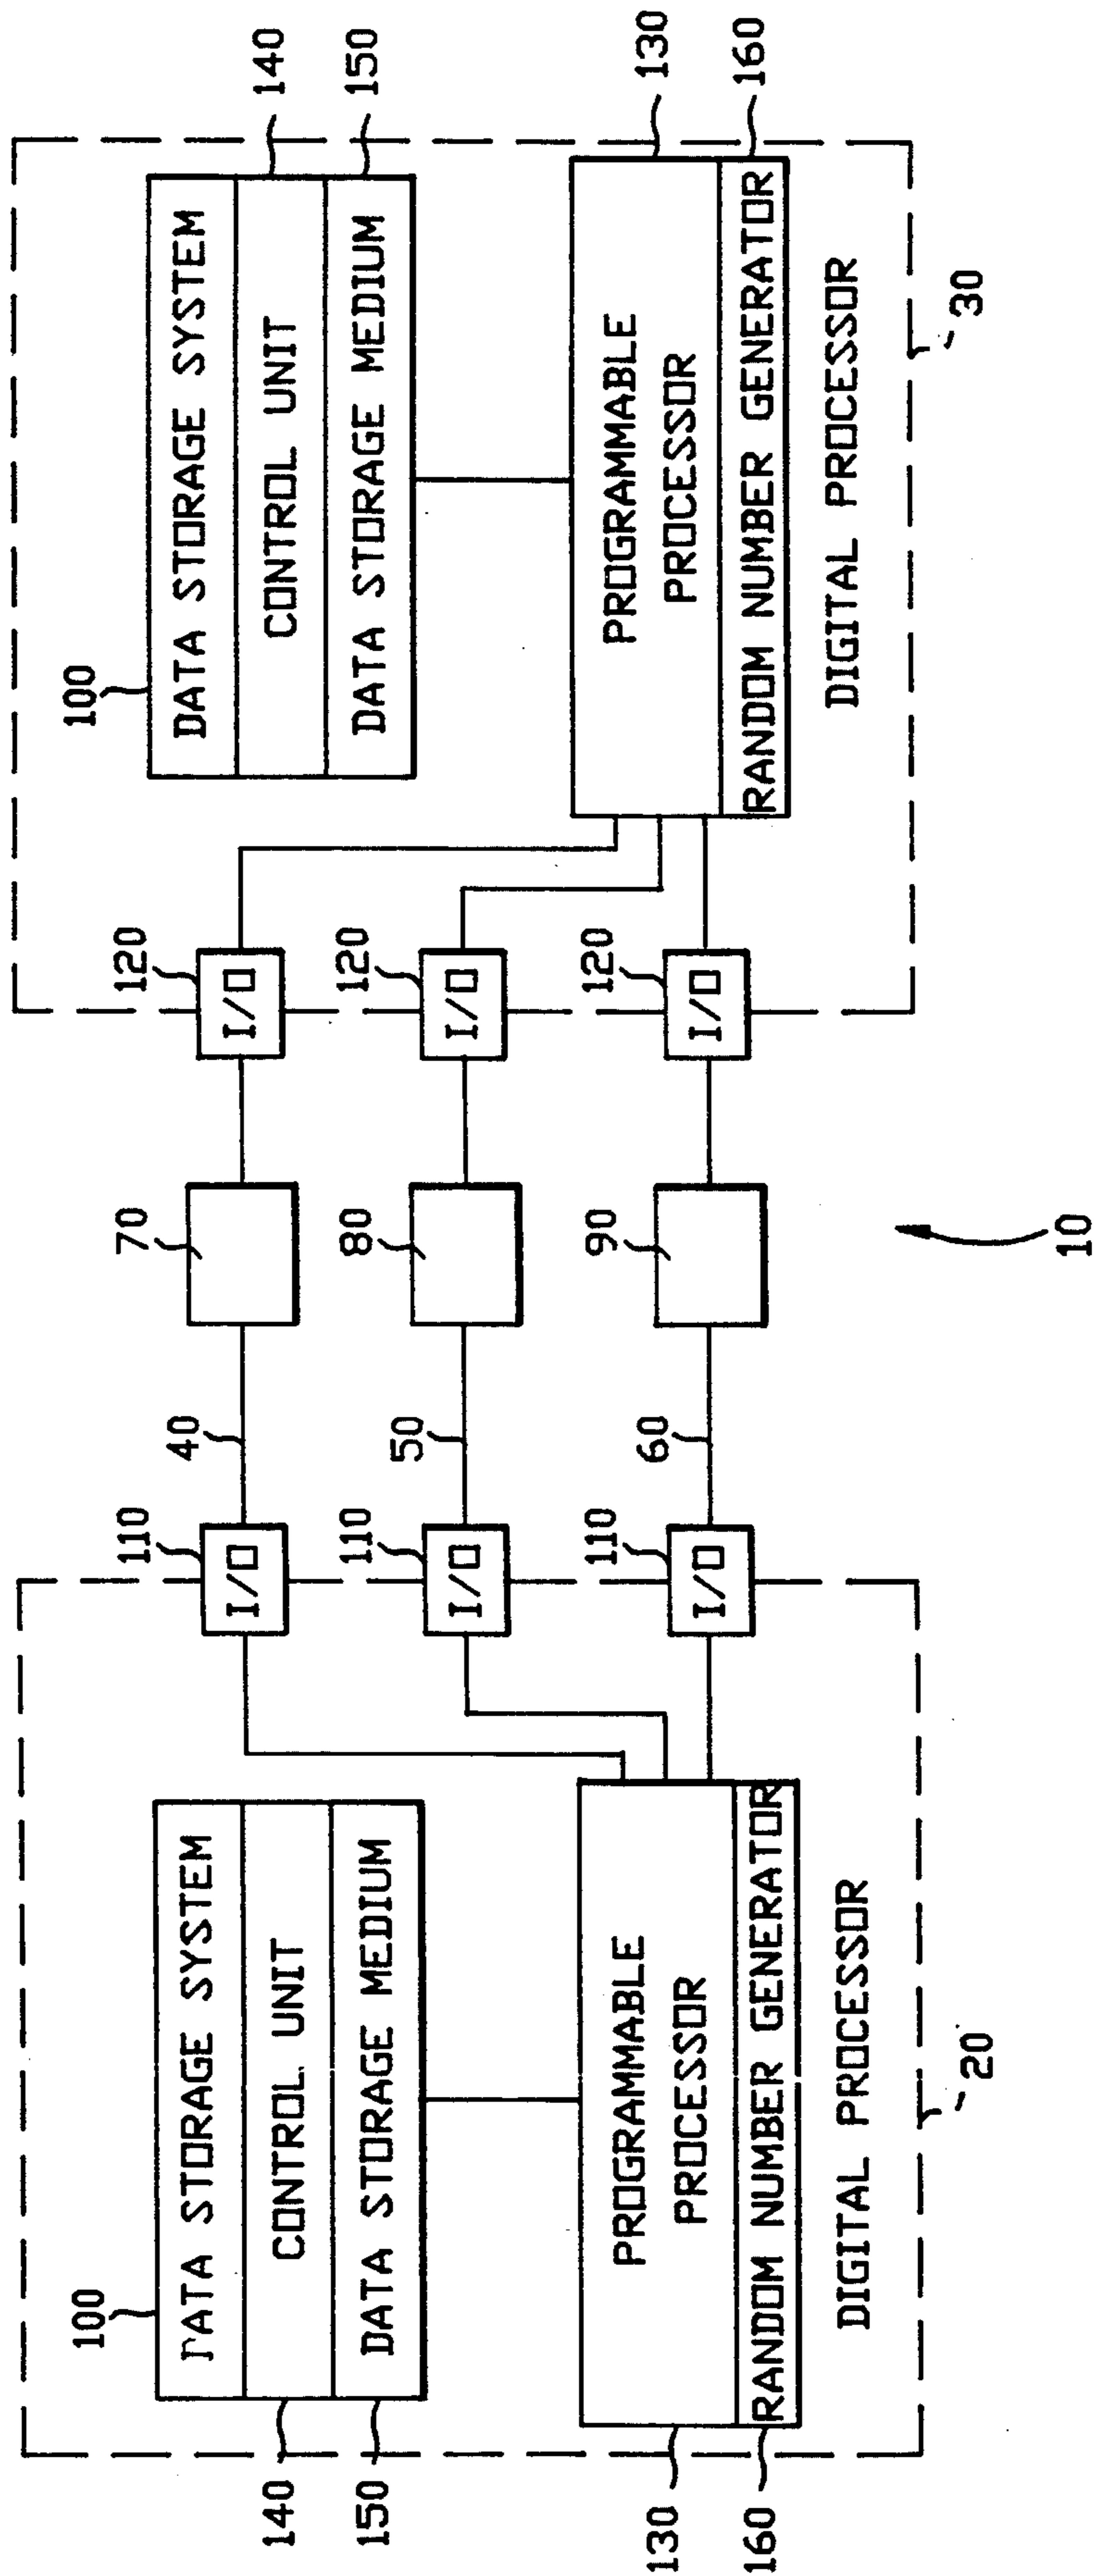 100
DATA STORAGE SYSTEM
CONTROL UNIT
DATA STORAGE MEDIUM
140
150
PROGRAMMABLE
PROCESSOR
RANDOM NUMBER GENERATOR
130
160
DIGITAL PROCESSOR
20
110
I/O
110
I/O
110
I/O
40
50
60
70
80
90
10
120
I/O
120
I/O
120
I/O
100
DATA STORAGE SYSTEM
CONTROL UNIT
DATA STORAGE MEDIUM
140
150
PROGRAMMABLE
PROCESSOR
RANDOM NUMBER GENERATOR
130
160
DIGITAL PROCESSOR
30